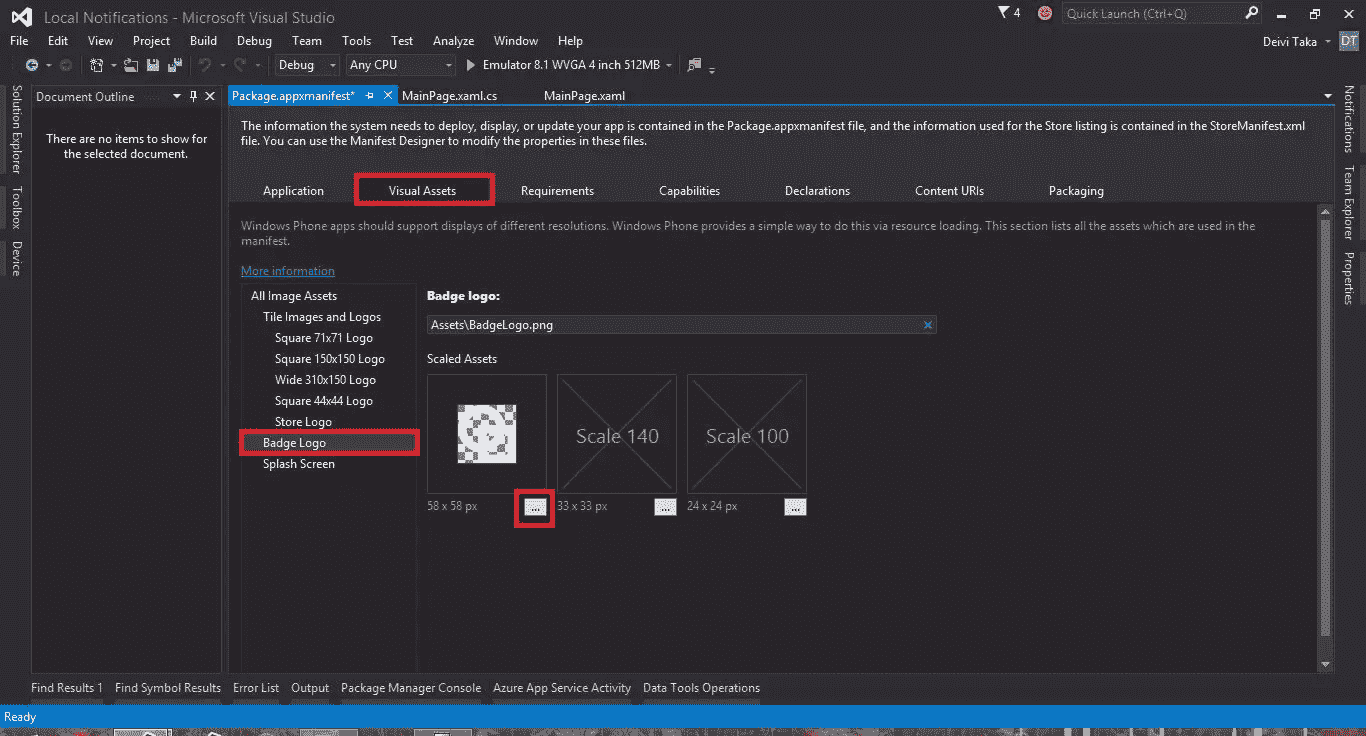 Local Notifications - Microsoft Visual Studio
4
Quick Launch (Ctrl+Q)
File Edit View Project Build Debug Team Tools Test Analyze Window Help
Deivi Taka
DT
Debug
Any CPU
Emulator 8.1 WVGA 4 inch 512MB
Solution Explorer
Toolbox
Device
Document Outline
There are no items to show for
the selected document.
Package.appxmanifest*
MainPage.xaml.cs
MainPage.xaml
The information the system needs to deploy, display, or update your app is contained in the Package.appxmanifest file, and the information used for the Store listing is contained in the StoreManifest.xml
file. You can use the Manifest Designer to modify the properties in these files.
Application Visual Assets Requirements Capabilities Declarations Content URIs Packaging
Windows Phone apps should support displays of different resolutions. Windows Phone provides a simple way to do this via resource loading. This section lists all the assets which are used in the
manifest.
More information
All Image Assets
Tile Images and Logos
Square 71x71 Logo
Square 150x150 Logo
Wide 310x150 Logo
Square 44x44 Logo
Store Logo
Badge Logo
Splash Screen
Badge logo:
Assets\BadgeLogo.png
Scaled Assets
Scale 140
Scale 100
58 x 58 px
...
33 x 33 px
...
24 x 24 px
...
Notifications
Team Explorer
Properties
Find Results 1 Find Symbol Results Error List Output Package Manager Console Azure App Service Activity Data Tools Operations
Ready